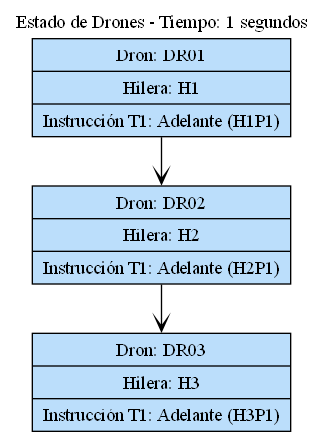 Estado de Drones - Tiempo: 1 segundos
Dron: DR01
Hilera: H1
Instrucción T1: Adelante (H1P1)
Dron: DR02
Hilera: H2
Instrucción T1: Adelante (H2P1)
Dron: DR03
Hilera: H3
Instrucción T1: Adelante (H3P1)